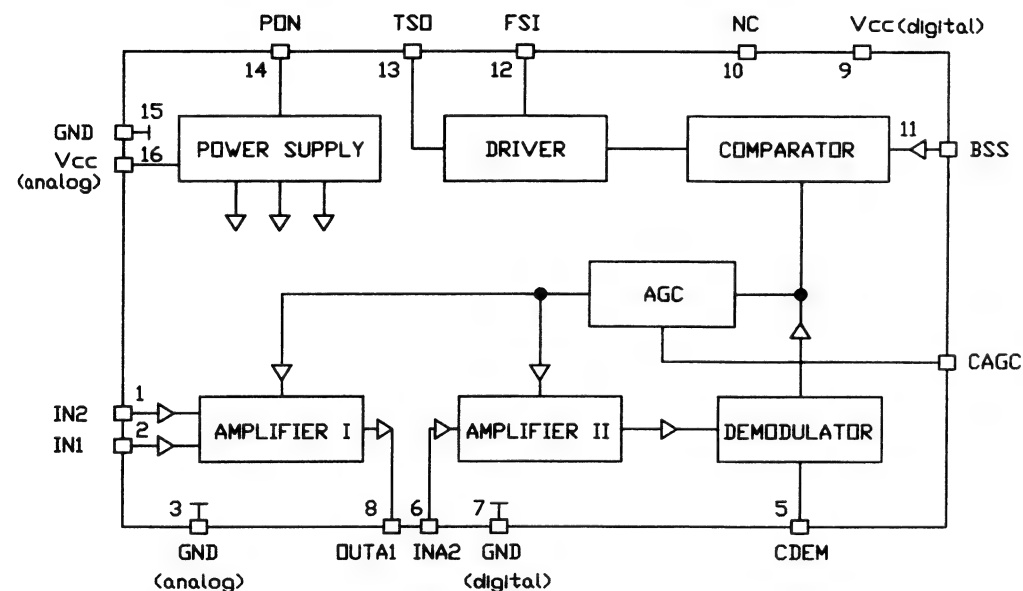 PON TSO FSI NC Vcc (digital)
14 13 12 10 9
GND 15
Vcc 16
(analog)
POWER SUPPLY DRIVER COMPARATOR 11 BSS
AGC
CAGC
IN2 1
IN1 2
AMPLIFIER I AMPLIFIER II DEMODULATOR
3 8 6 7 5
GND OUTA1 INA2 GND CDEM
(analog) (digital)